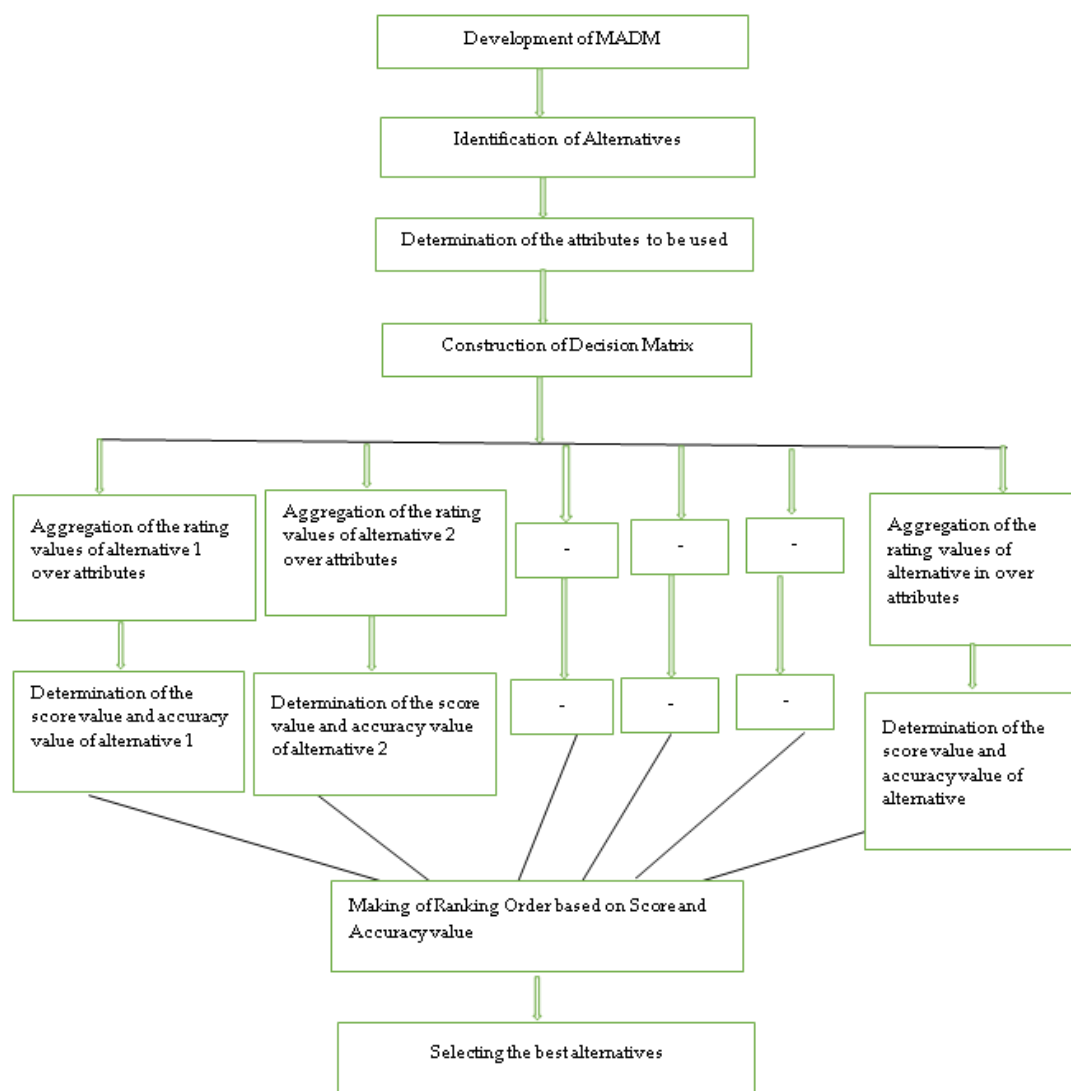 Development of MADM
Identification of Alternatives
Determination of the attributes to be used
Construction of Decision Matrix
Aggregation of the rating
values of alternative 1
over attributes
Aggregation of the rating
values of alternative 2
over attributes
-
-
-
Aggregation of the
rating values of
alternative in over
attributes
Determination of the
score value and accuracy
value of alternative 1
Determination of the score
value and accuracy value
of alternative 2
-
-
-
Determination of the
score value and
accuracy value of
alternative
Making of Ranking Order based on Score and
Accuracy value
Selecting the best alternatives